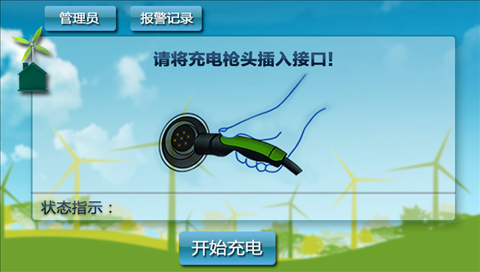 管理员 报警记录
请将充电枪头插入接口!
状态指示：
开始充电